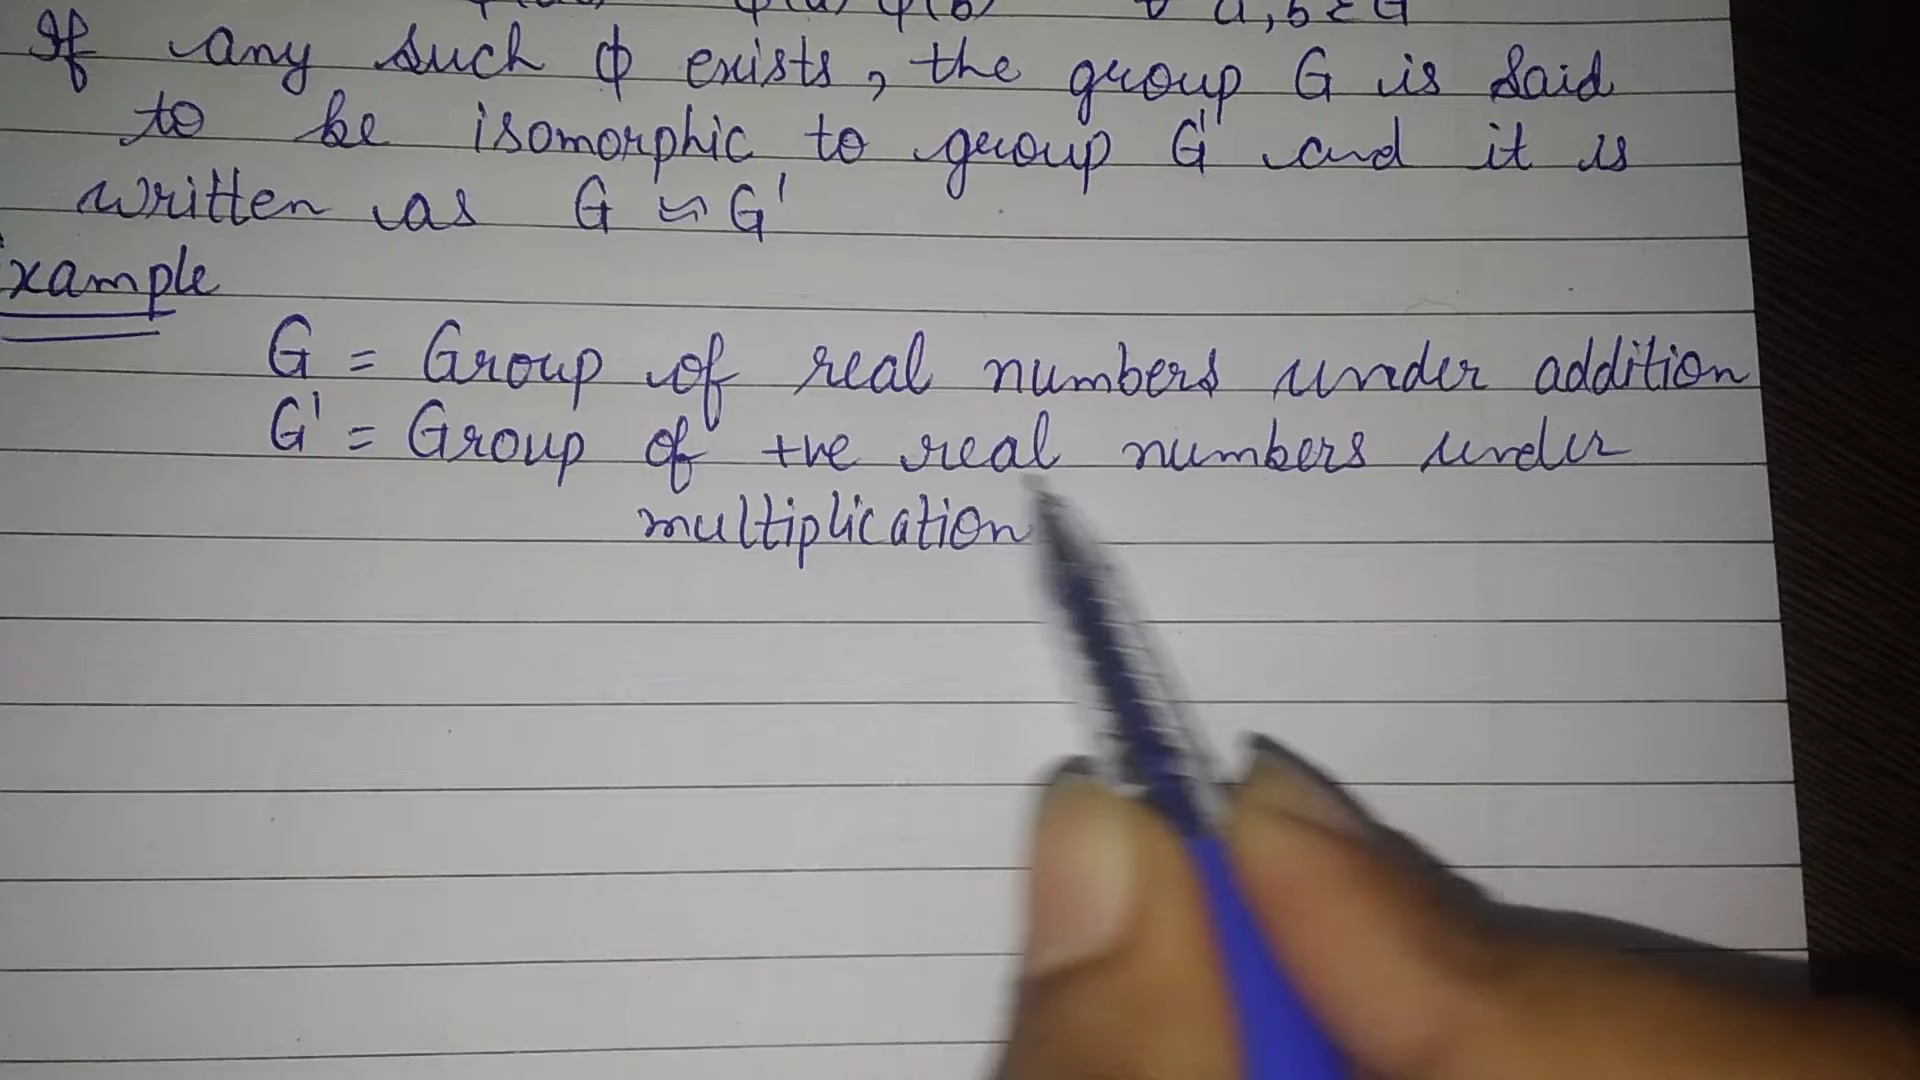 If any such ϕ exists, the group G is said
to be isomorphic to group G' and it is
written as G ≈ G'
xample
G = Group of real numbers under addition
G' = Group of +ve real numbers under
multiplication